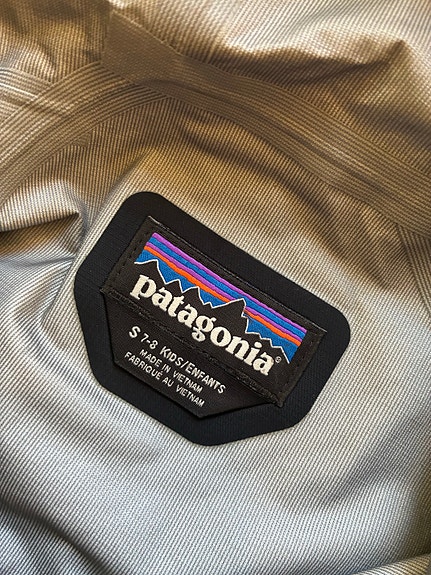 patagonia®
S 7-8 KIDS/ENFANTS
MADE IN VIETNAM
FABRIQUÉ AU VIETNAM